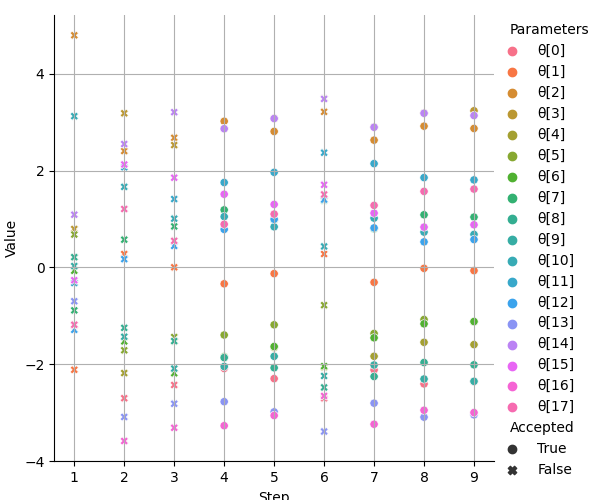 Parameters
θ[0]
θ[1]
θ[2]
θ[3]
θ[4]
θ[5]
θ[6]
θ[7]
θ[8]
θ[9]
θ[10]
θ[11]
θ[12]
θ[13]
θ[14]
θ[15]
θ[16]
θ[17]
Accepted
True
False
Value
4
2
0
−2
−4
1 2 3 4 5 6 7 8 9
Step